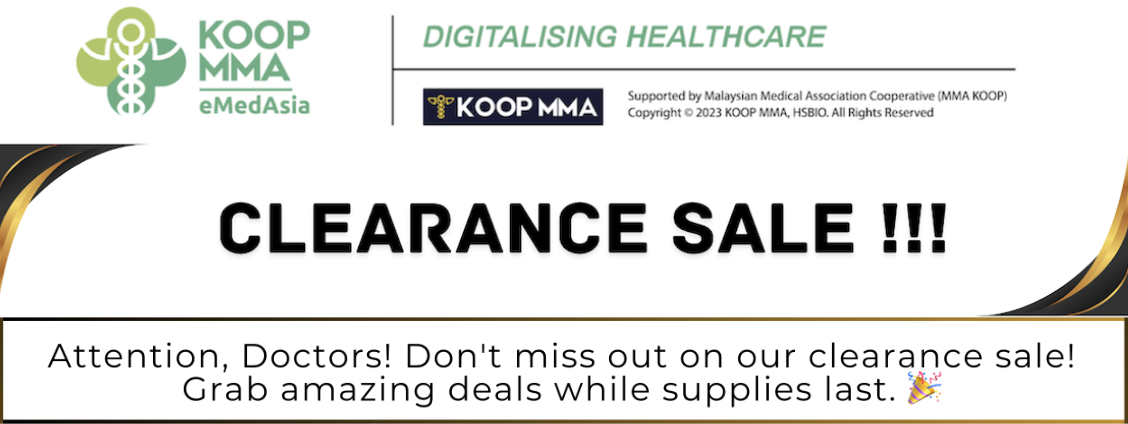 KOOP
MMA
eMedAsia
DIGITALISING HEALTHCARE
KOOP MMA
Supported by Malaysian Medical Association Cooperative (MMA KOOP)
Copyright © 2023 KOOP MMA, HSBIO. All Rights Reserved
CLEARANCE SALE !!!
Attention, Doctors! Don't miss out on our clearance sale!
Grab amazing deals while supplies last. 🎉